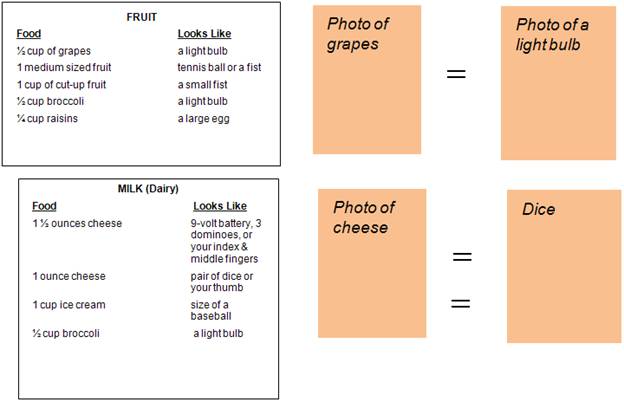 FRUIT
Food Looks Like
½ cup of grapes a light bulb
1 medium sized fruit tennis ball or a fist
1 cup of cut-up fruit a small fist
½ cup broccoli a light bulb
¼ cup raisins a large egg
Photo of
grapes
=
Photo of a
light bulb
MILK (Dairy)
Food Looks Like
1 ½ ounces cheese 9-volt battery, 3
dominoes, or
your index &
middle fingers
1 ounce cheese pair of dice or
your thumb
1 cup ice cream size of a
baseball
½ cup broccoli a light bulb
Photo of
cheese
=
=
Dice